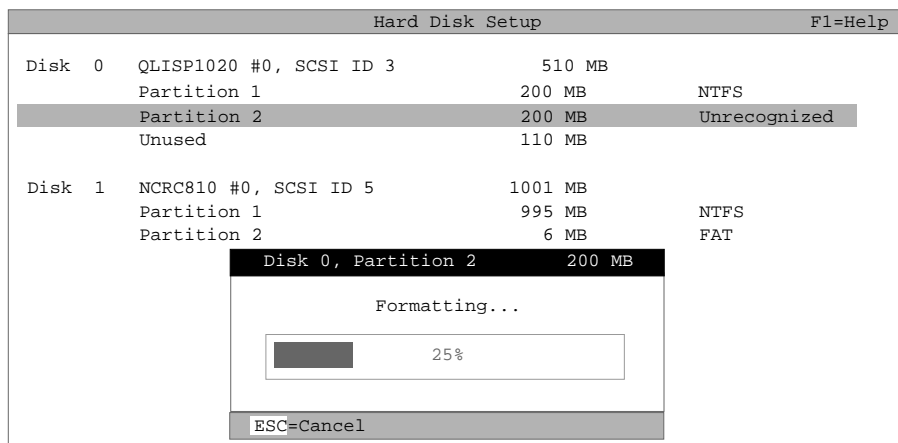 Hard Disk Setup F1=Help
Disk 0 QLISP1020 #0, SCSI ID 3 510 MB
Partition 1 200 MB NTFS
Partition 2 200 MB Unrecognized
Unused 110 MB
Disk 1 NCRC810 #0, SCSI ID 5 1001 MB
Partition 1 995 MB NTFS
Partition 2 6 MB FAT
Disk 0, Partition 2 200 MB
Formatting...
25%
ESC=Cancel